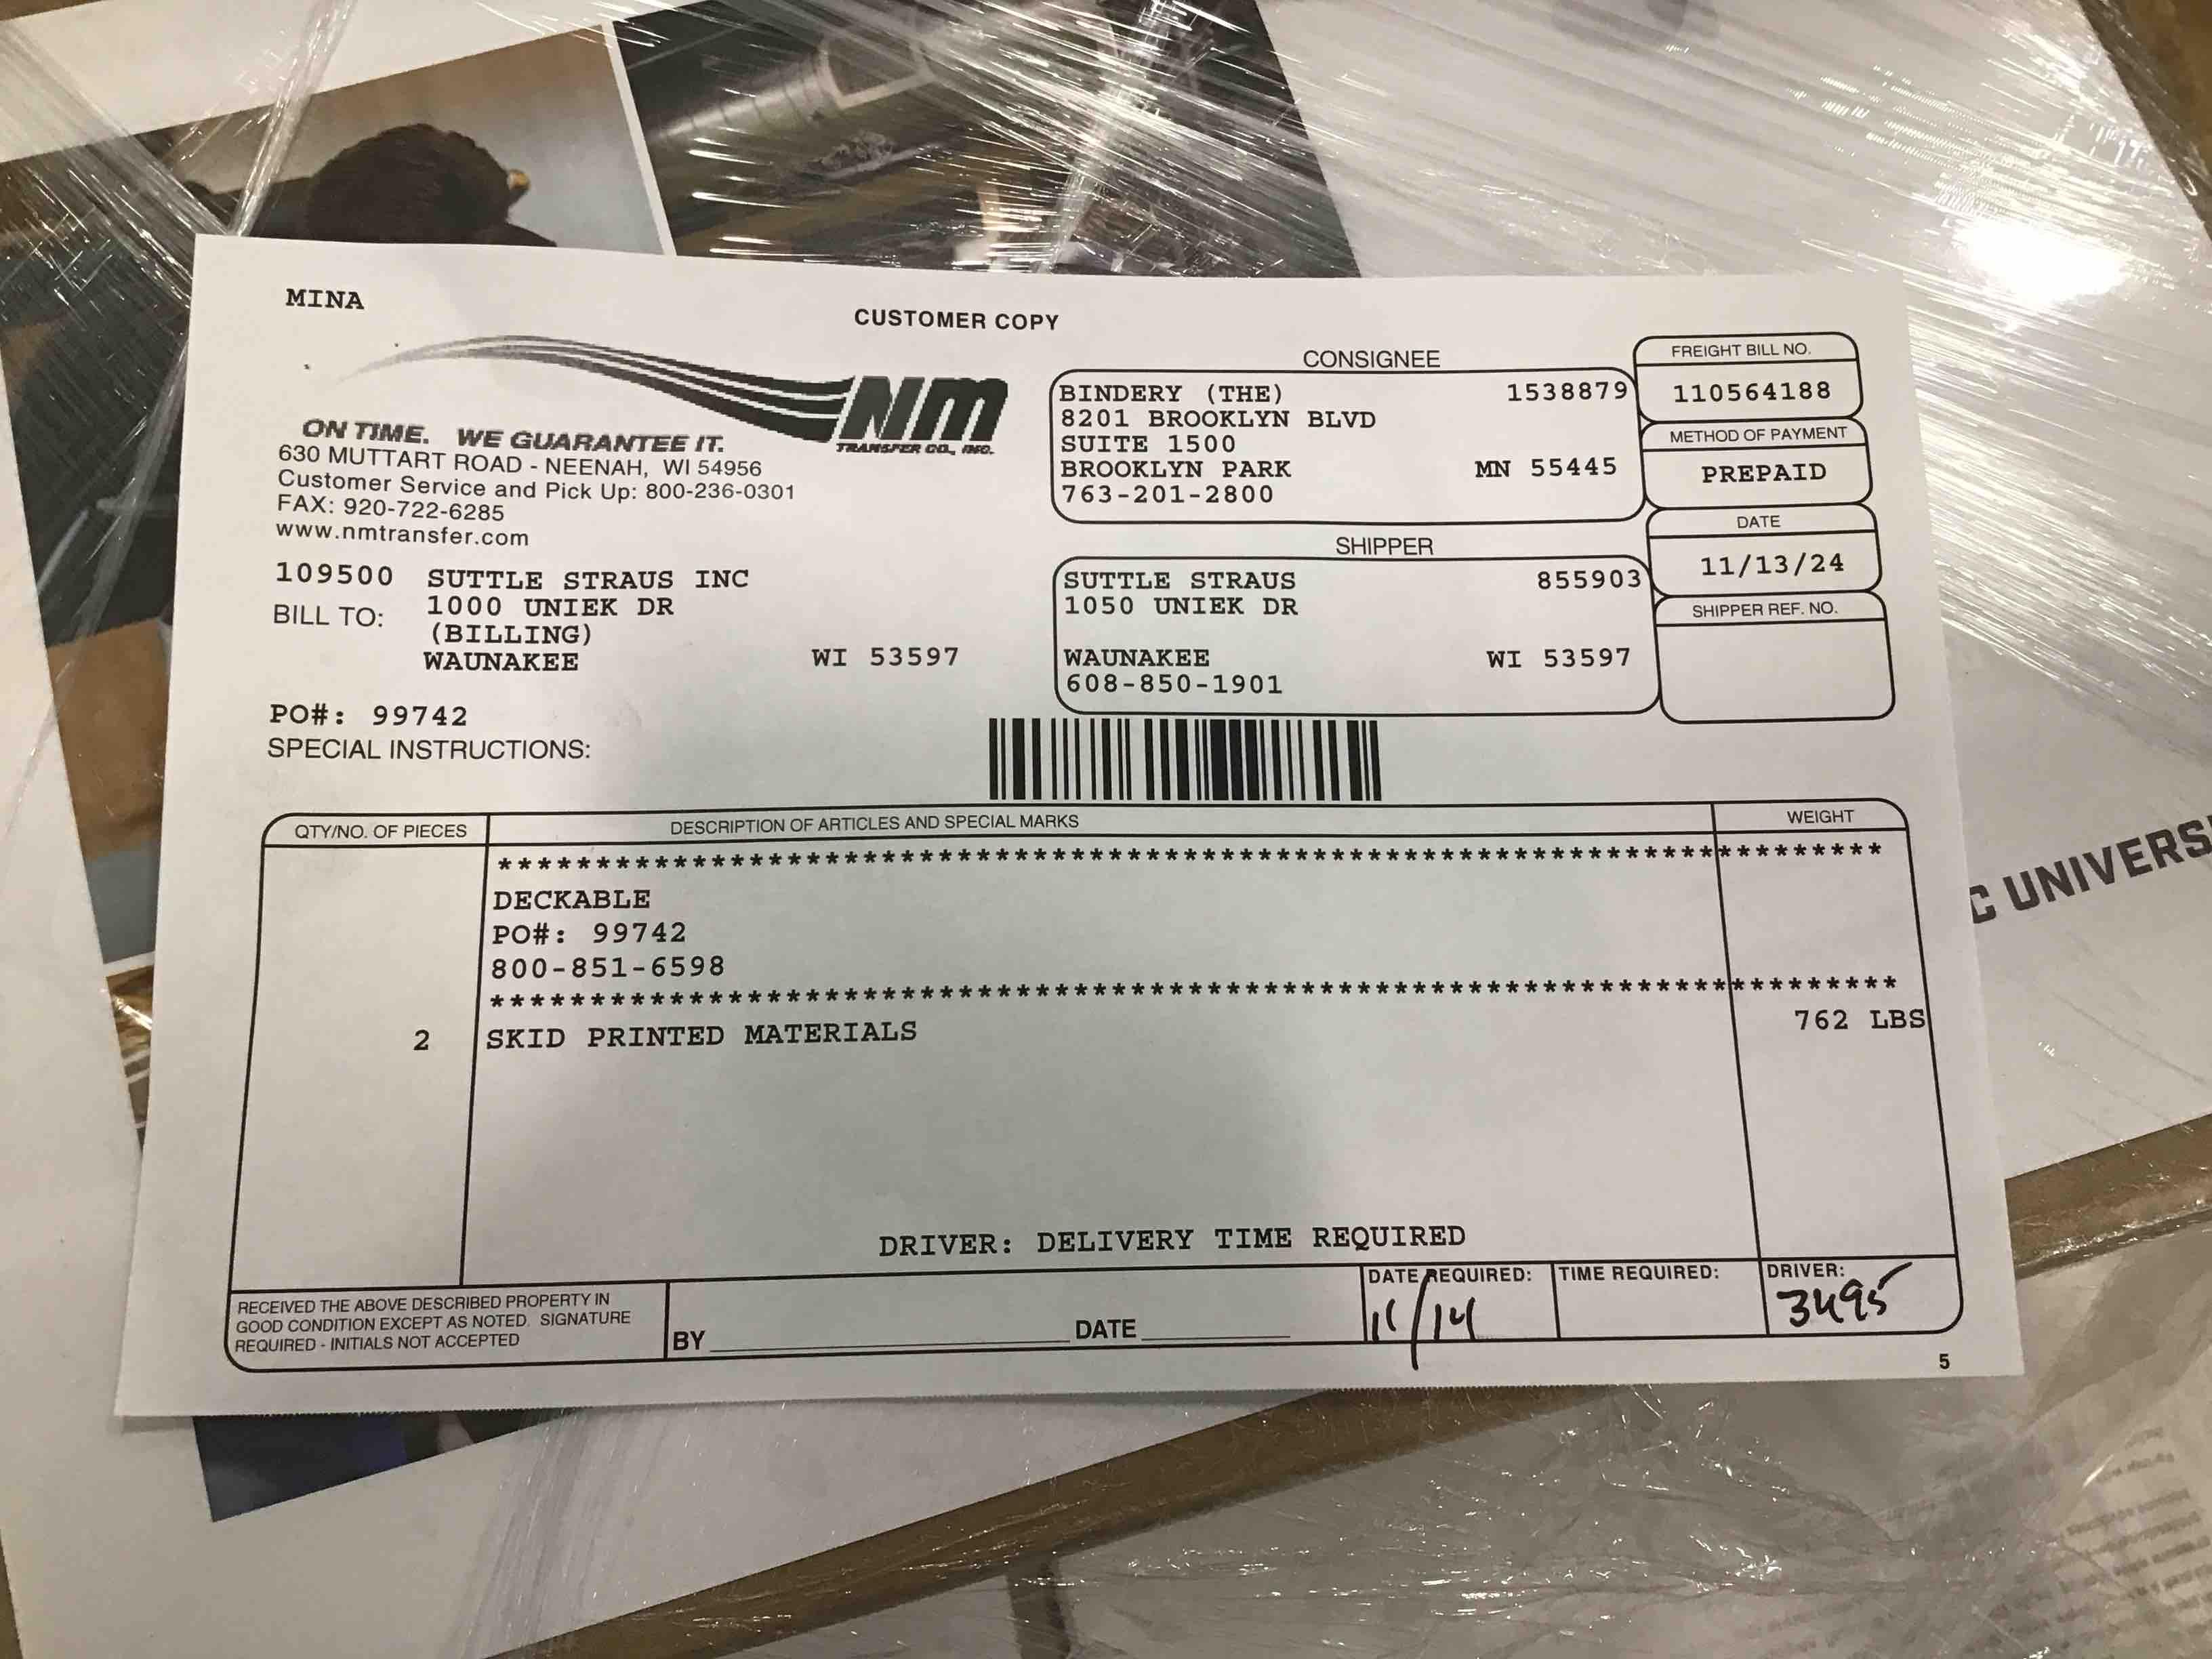 MINA
CUSTOMER COPY
NM
TRANSFER CO., INC.
ON TIME. WE GUARANTEE IT.
630 MUTTART ROAD - NEENAH, WI 54956
Customer Service and Pick Up: 800-236-0301
FAX: 920-722-6285
www.nmtransfer.com
109500 SUTTLE STRAUS INC
BILL TO: 1000 UNIEK DR
(BILLING)
WAUNAKEE WI 53597
PO#: 99742
SPECIAL INSTRUCTIONS:
CONSIGNEE
BINDERY (THE) 1538879
8201 BROOKLYN BLVD
SUITE 1500
BROOKLYN PARK MN 55445
763-201-2800
SHIPPER
SUTTLE STRAUS 855903
1050 UNIEK DR
WAUNAKEE WI 53597
608-850-1901
FREIGHT BILL NO.
110564188
METHOD OF PAYMENT
PREPAID
DATE
11/13/24
SHIPPER REF. NO.
QTY/NO. OF PIECES DESCRIPTION OF ARTICLES AND SPECIAL MARKS WEIGHT
DECKABLE
PO#: 99742
800-851-6598
2 SKID PRINTED MATERIALS 762 LBS
DRIVER: DELIVERY TIME REQUIRED
RECEIVED THE ABOVE DESCRIBED PROPERTY IN
GOOD CONDITION EXCEPT AS NOTED. SIGNATURE
REQUIRED - INITIALS NOT ACCEPTED
BY DATE
DATE REQUIRED:
11/14
TIME REQUIRED:
DRIVER:
3495
5
C UNIVERS